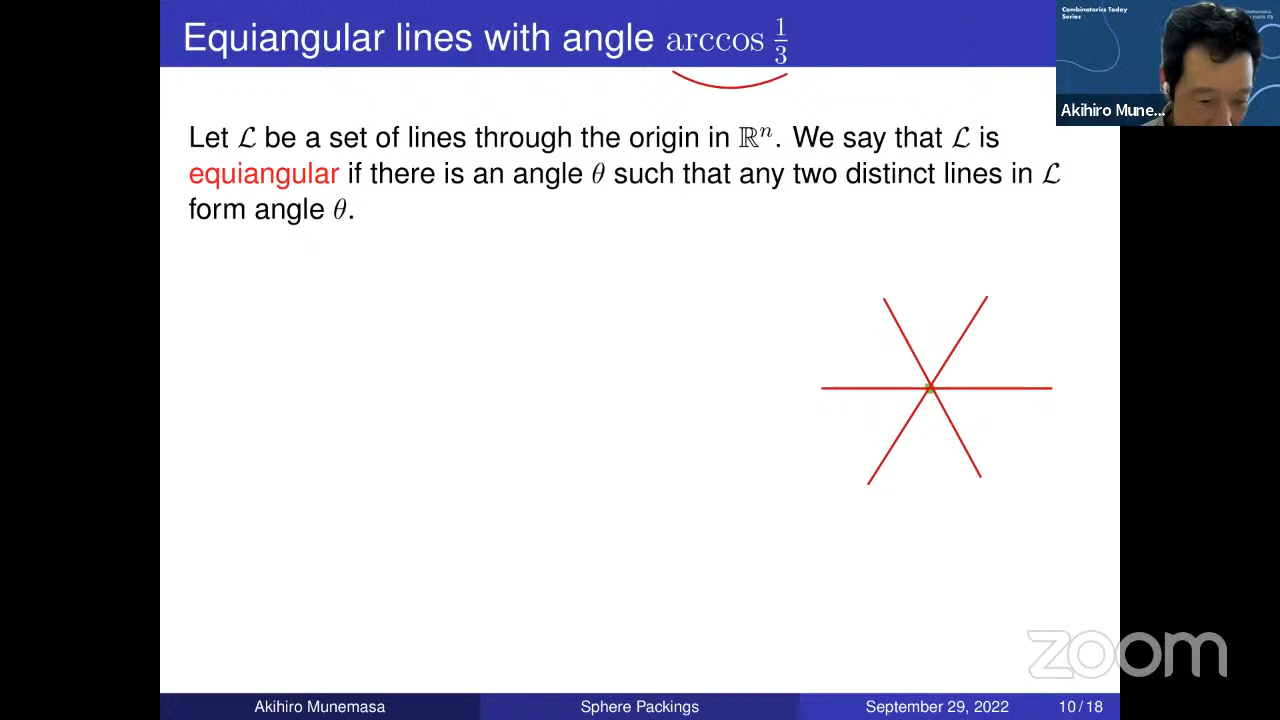 Equiangular lines with angle arccos 1/3
Combinatorics Today
Series
Akihiro Mune...
Let ℒ be a set of lines through the origin in ℝⁿ. We say that ℒ is
equiangular if there is an angle θ such that any two distinct lines in ℒ
form angle θ.
zoom
Akihiro Munemasa
Sphere Packings
September 29, 2022
10 / 18